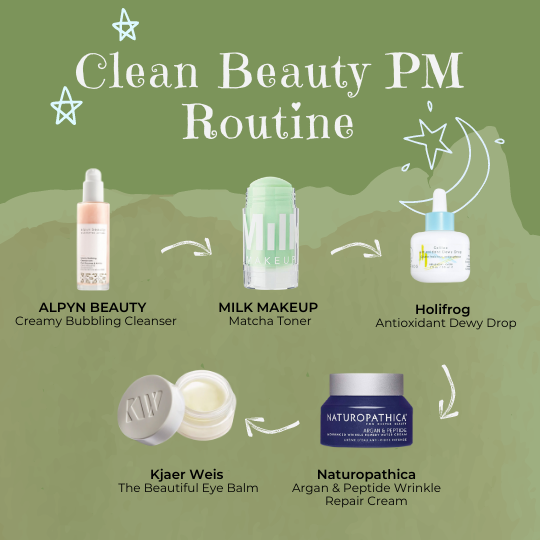 Clean Beauty PM
Routine
Milk
MAKEUP
ALPYN BEAUTY
Creamy Bubbling Cleanser
MILK MAKEUP
Matcha Toner
Holifrog
Antioxidant Dewy Drop
KW
NATUROPATHICA
ARGAN & PEPTIDE
Kjaer Weis
The Beautiful Eye Balm
Naturopathica
Argan & Peptide Wrinkle
Repair Cream